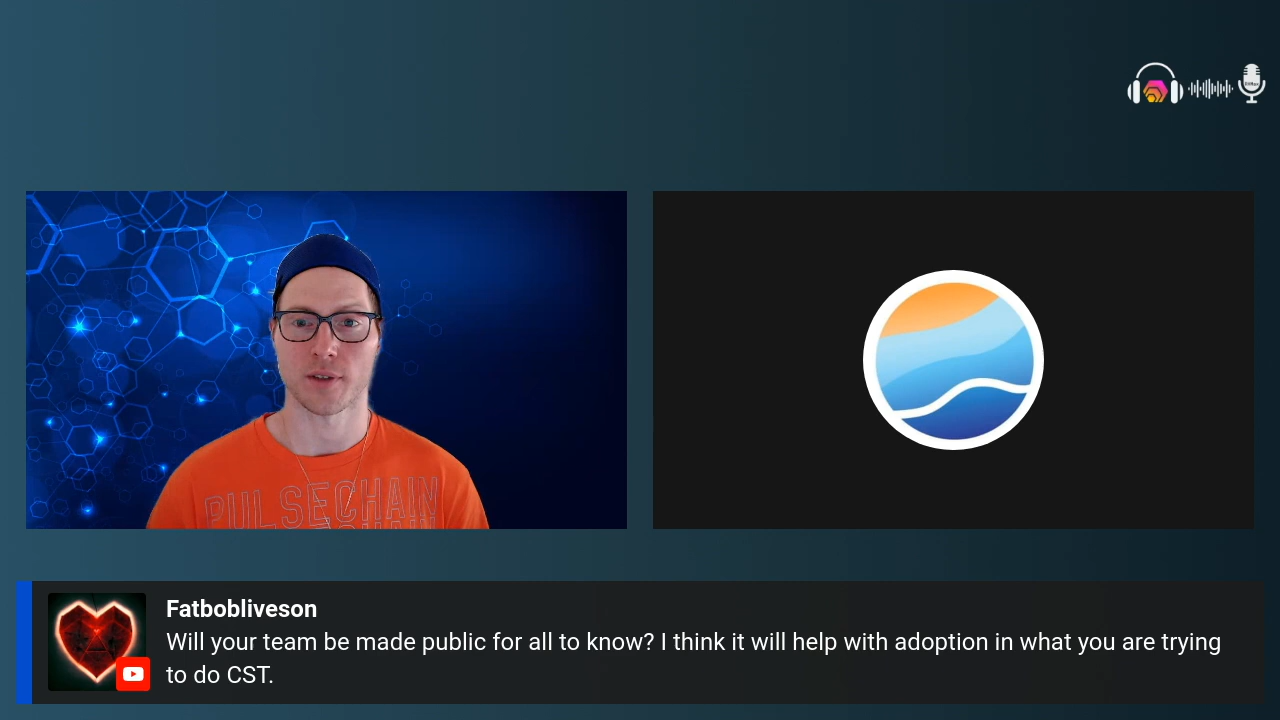 PULSECHAIN
Fatbobliveson
Will your team be made public for all to know? I think it will help with adoption in what you are trying
to do CST.